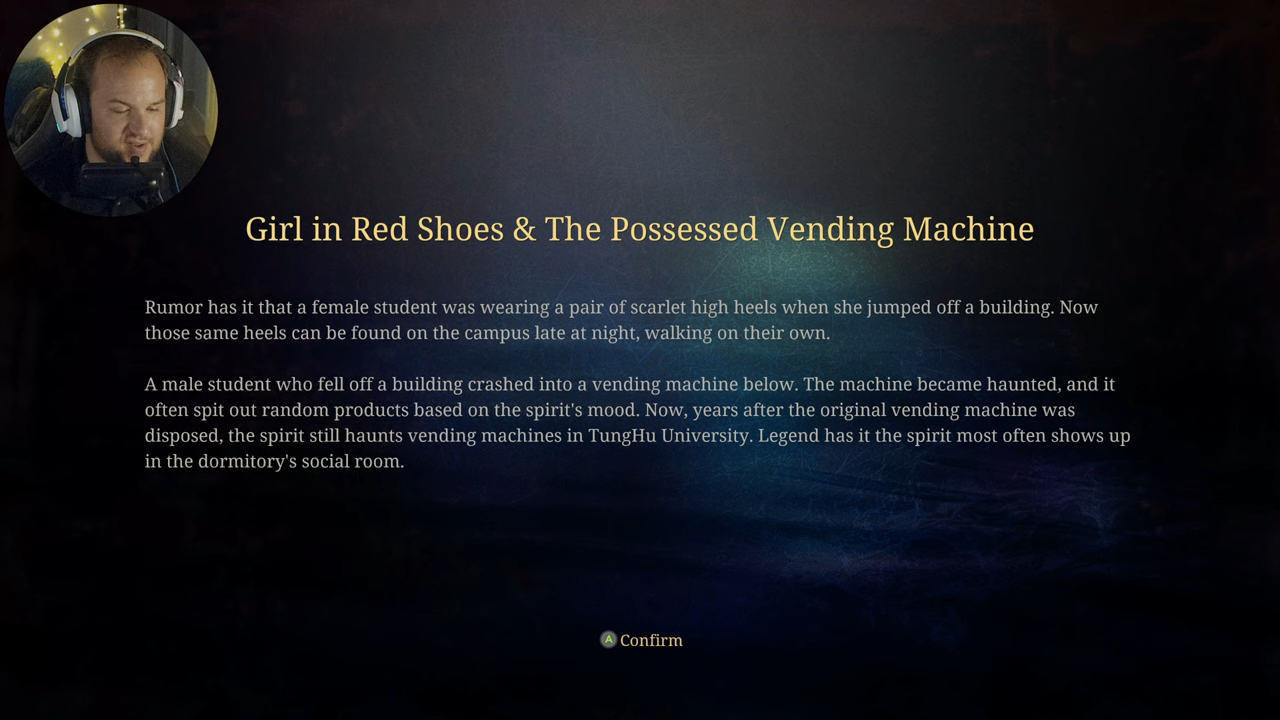 Girl in Red Shoes & The Possessed Vending Machine
Rumor has it that a female student was wearing a pair of scarlet high heels when she jumped off a building. Now
those same heels can be found on the campus late at night, walking on their own.
A male student who fell off a building crashed into a vending machine below. The machine became haunted, and it
often spit out random products based on the spirit's mood. Now, years after the original vending machine was
disposed, the spirit still haunts vending machines in TungHu University. Legend has it the spirit most often shows up
in the dormitory's social room.
A Confirm